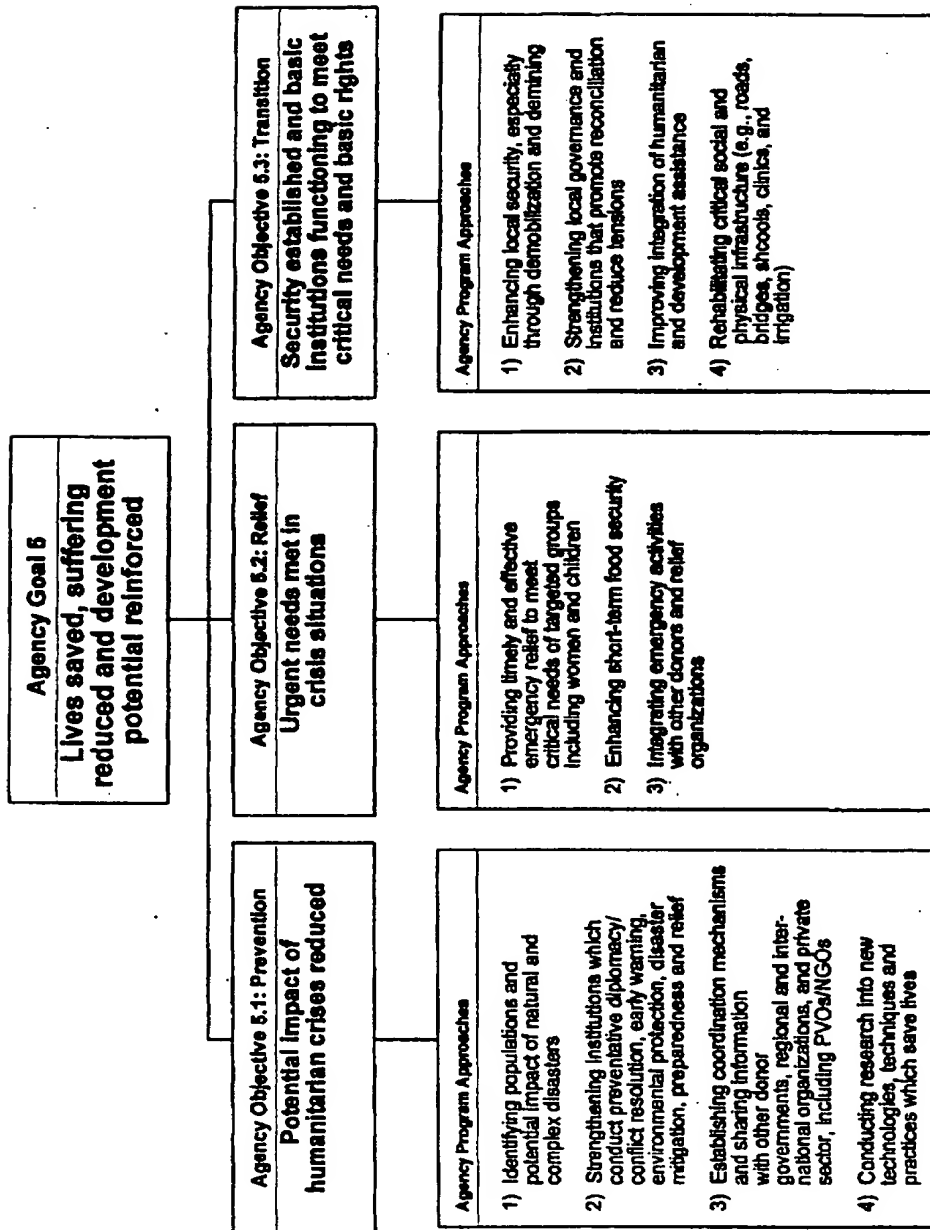 Agency Goal 5
Lives saved, suffering
reduced and development
potential reinforced
Agency Objective 5.1: Prevention
Potential impact of
humanitarian crises reduced
Agency Program Approaches
1) Identifying populations and
potential impact of natural and
complex disasters
2) Strengthening institutions which
conduct preventative diplomacy/
conflict resolution, early warning,
environmental protection, disaster
mitigation, preparedness and relief
3) Establishing coordination mechanisms
and sharing information
with other donor
governments, regional and inter-
national organizations, and private
sector, including PVOs/NGOs
4) Conducting research into new
technologies, techniques and
practices which save lives
Agency Objective 5.2: Relief
Urgent needs met in
crisis situations
Agency Program Approaches
1) Providing timely and effective
emergency relief to meet
critical needs of targeted groups
including women and children
2) Enhancing short-term food security
3) Integrating emergency activities
with other donors and relief
organizations
Agency Objective 5.3: Transition
Security established and basic
institutions functioning to meet
critical needs and basic rights
Agency Program Approaches
1) Enhancing local security, especially
through demobilization and demining
2) Strengthening local governance and
institutions that promote reconciliation
and reduce tensions
3) Improving integration of humanitarian
and development assistance
4) Rehabilitating critical social and
physical infrastructure (e.g., roads,
bridges, shcools, clinics, and
irrigation)